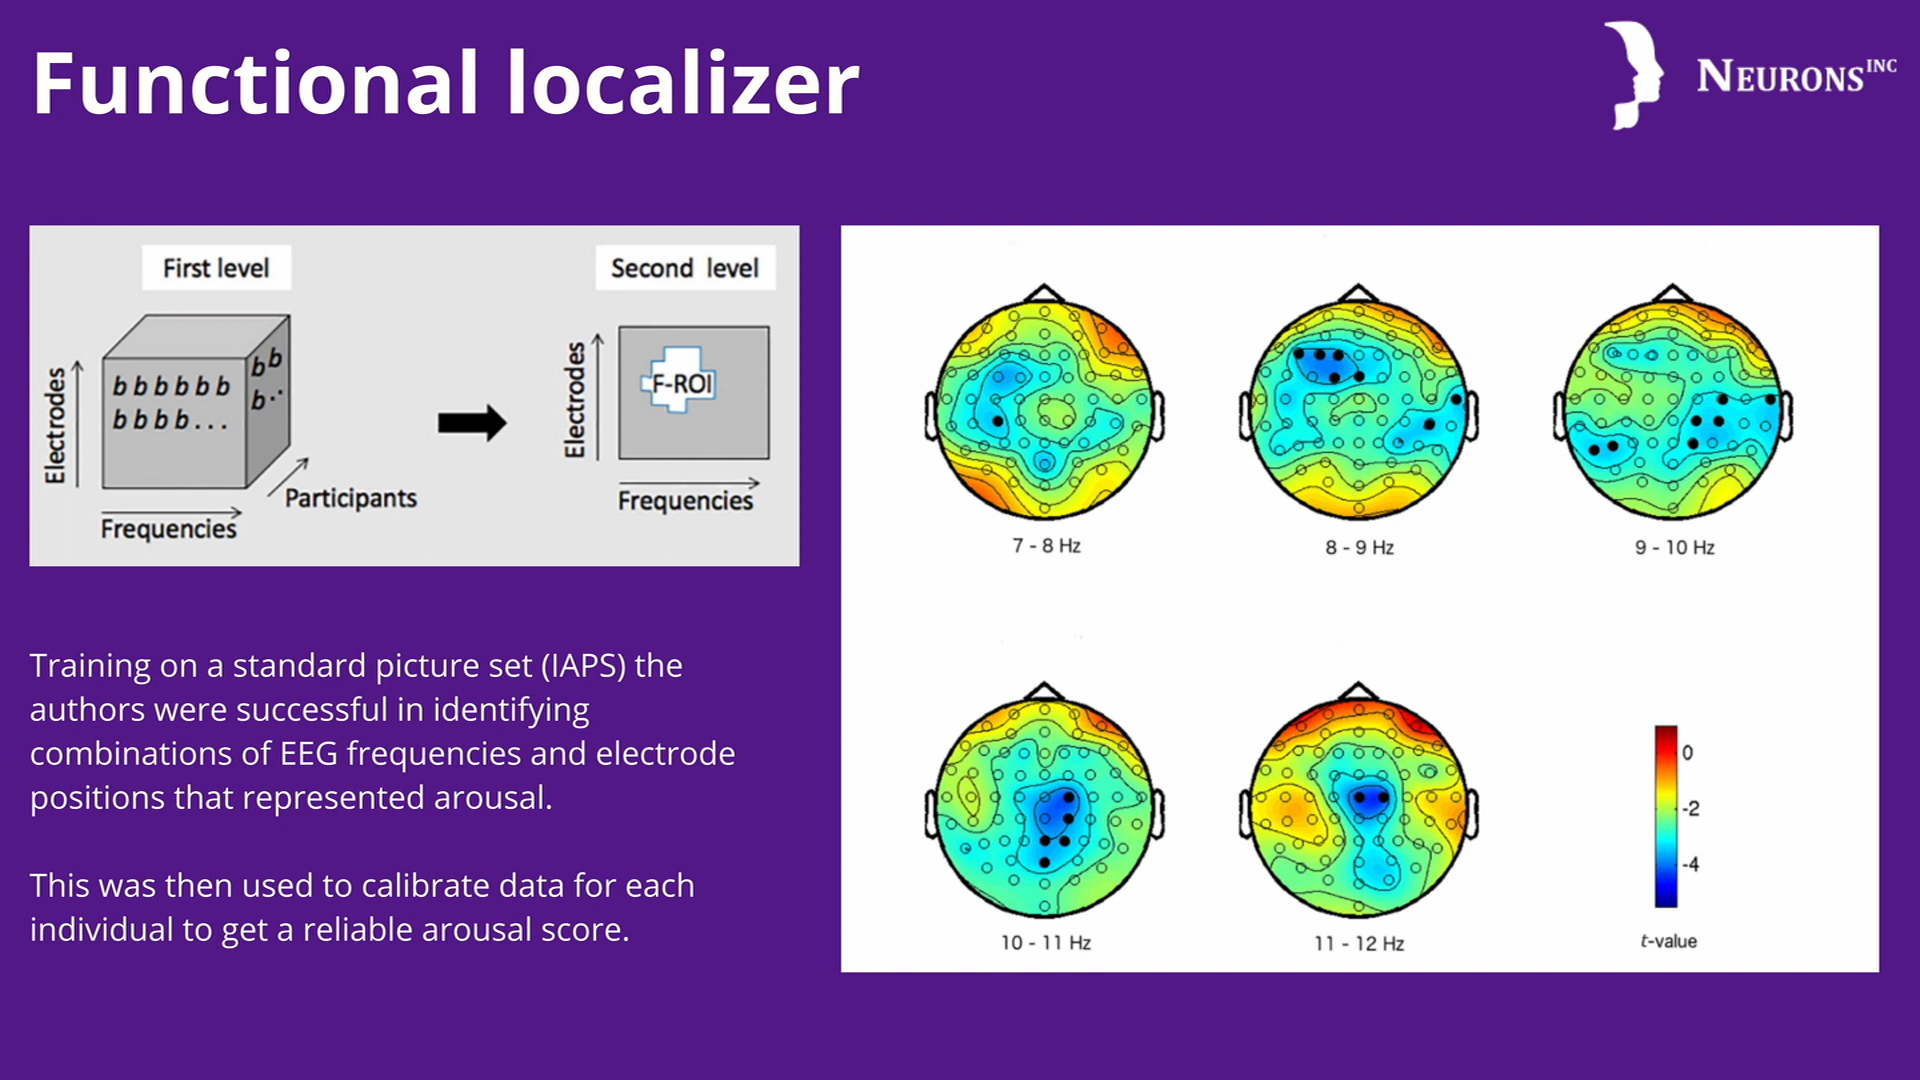 Functional localizer
NEURONS INC
First level
Second level
Electrodes
b b b b b b
b b b b . . .
b b
b . .
Participants
Frequencies
Electrodes
F-ROI
Frequencies
7 - 8 Hz
8 - 9 Hz
9 - 10 Hz
10 - 11 Hz
11 - 12 Hz
0
-2
-4
t-value
Training on a standard picture set (IAPS) the
authors were successful in identifying
combinations of EEG frequencies and electrode
positions that represented arousal.
This was then used to calibrate data for each
individual to get a reliable arousal score.